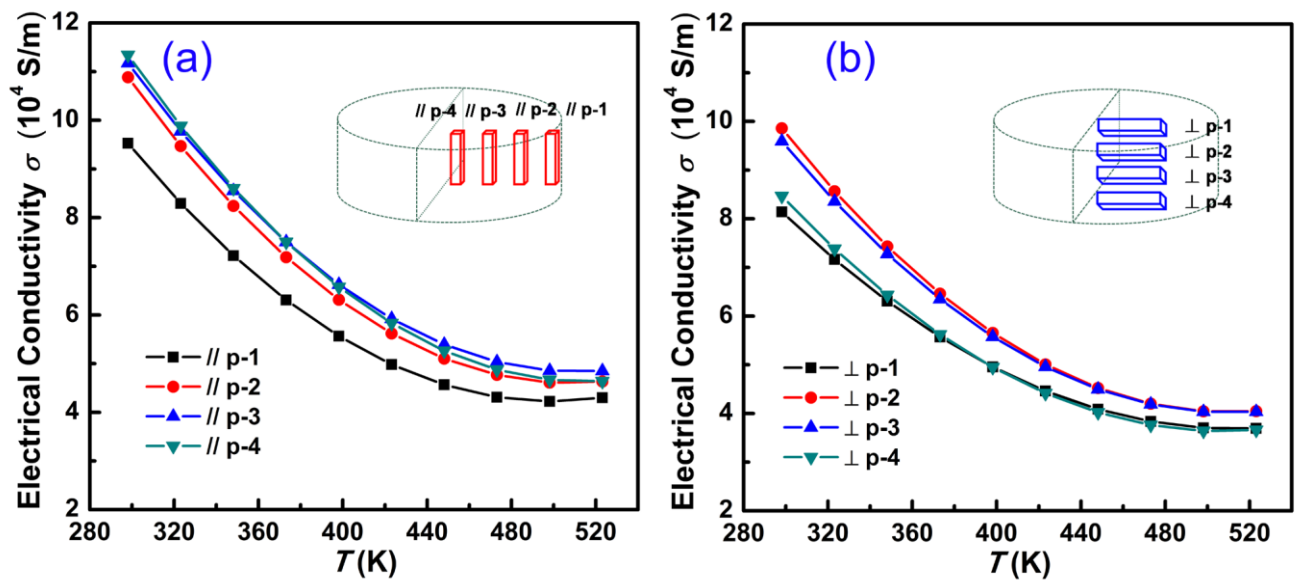 Electrical Conductivity σ (10⁴ S/m)
12
10
8
6
4
2
(a)
// p-4 // p-3 // p-2 // p-1
// p-1
// p-2
// p-3
// p-4
280 320 360 400 440 480 520
T (K)
Electrical Conductivity σ (10⁴ S/m)
12
10
8
6
4
2
(b)
⊥ p-1
⊥ p-2
⊥ p-3
⊥ p-4
⊥ p-1
⊥ p-2
⊥ p-3
⊥ p-4
280 320 360 400 440 480 520
T (K)